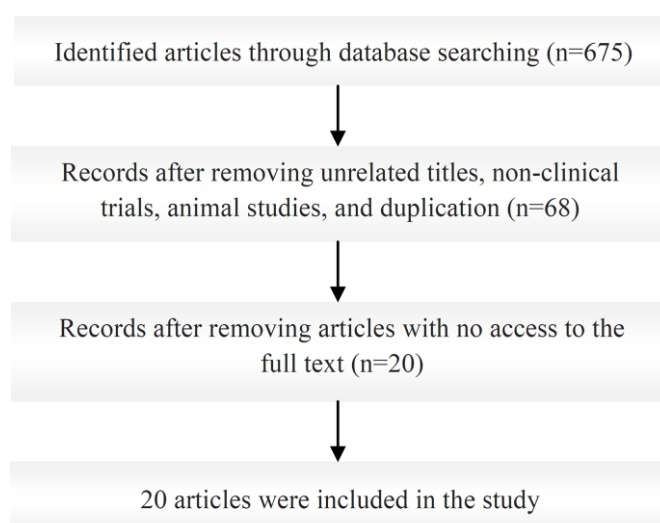 Identified articles through database searching (n=675)
Records after removing unrelated titles, non-clinical
trials, animal studies, and duplication (n=68)
Records after removing articles with no access to the
full text (n=20)
20 articles were included in the study